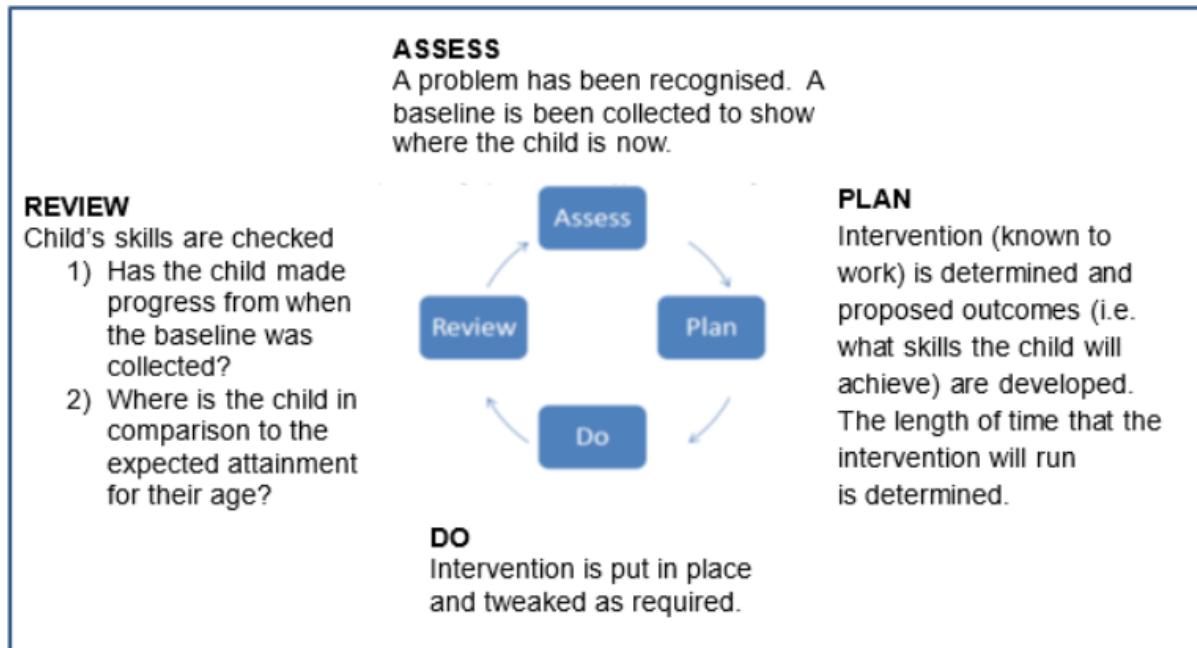 ASSESS
A problem has been recognised.  A
baseline is been collected to show
where the child is now.
REVIEW
Child's skills are checked
1) Has the child made
progress from when
the baseline was
collected?
2) Where is the child in
comparison to the
expected attainment
for their age?
Assess
Review
Plan
Do
PLAN
Intervention (known to
work) is determined and
proposed outcomes (i.e.
what skills the child will
achieve) are developed.
The length of time that the
intervention will run
is determined.
DO
Intervention is put in place
and tweaked as required.